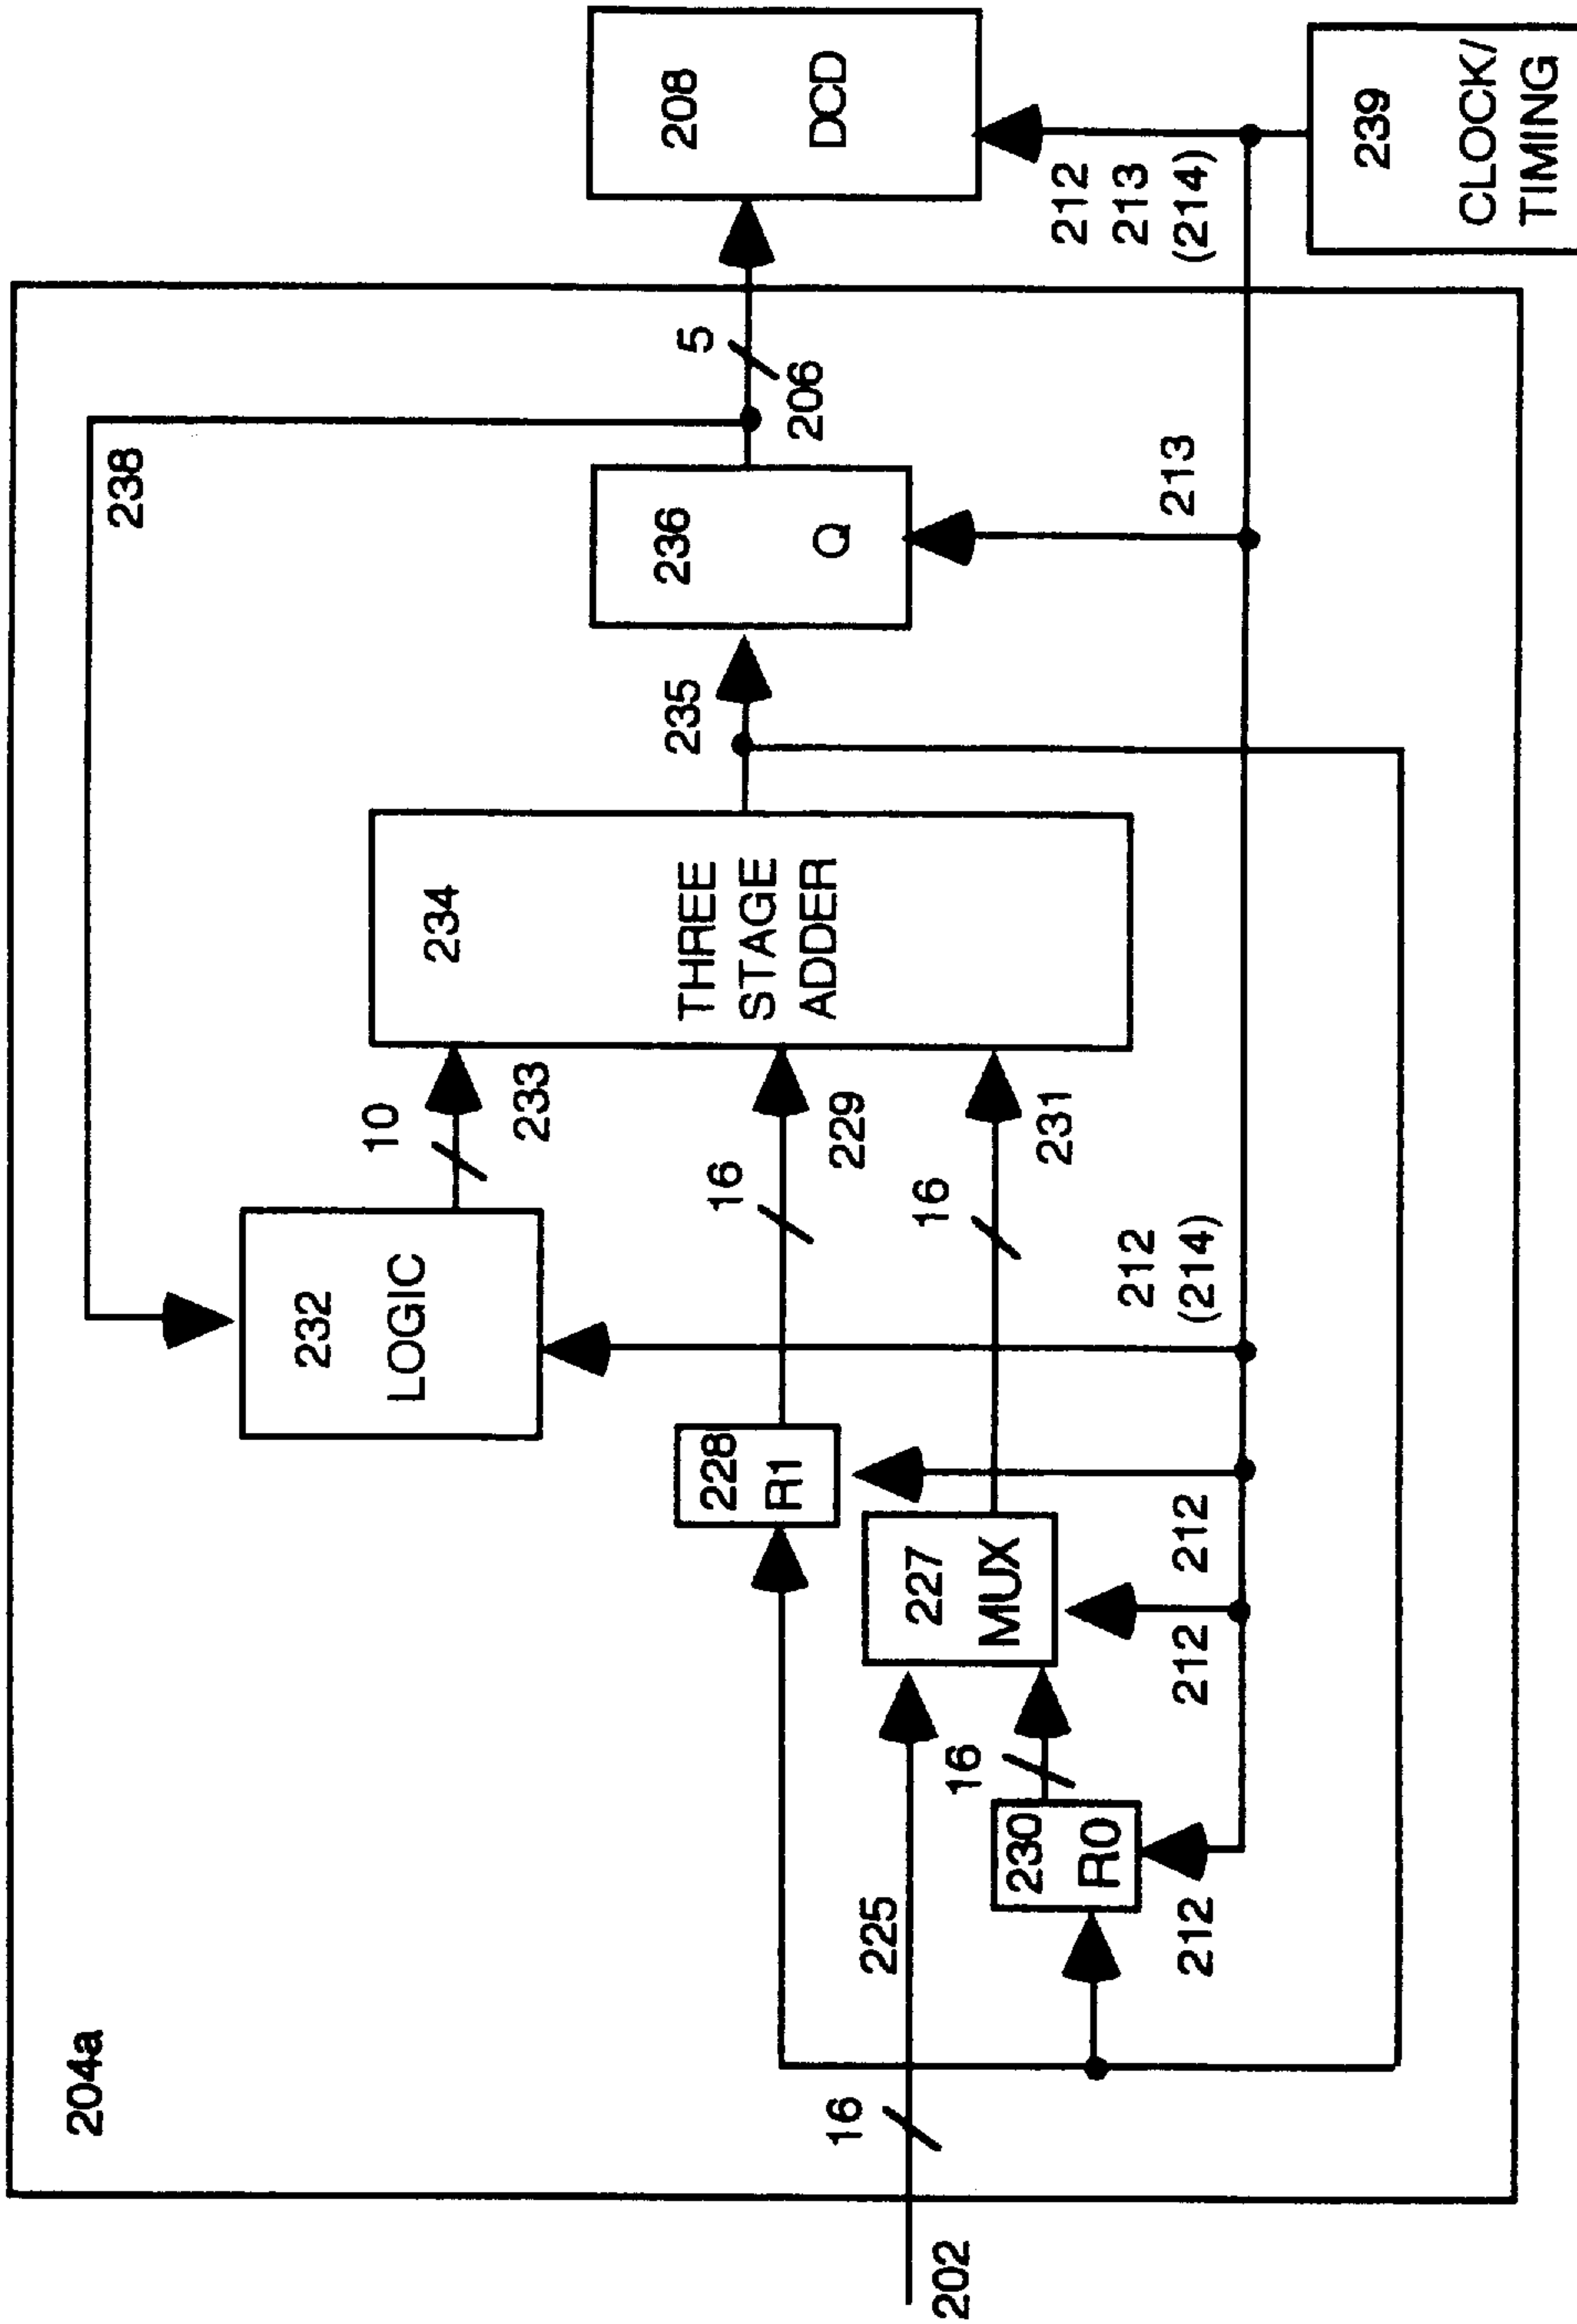 204a
238
232
LOGIC
10
233
234
THREE
STAGE
ADDER
235
236
Q
5
206
208
DCD
228
R1
16
229
227
MUX
16
231
202
16
225
230
R0
16
212
212
212
212
(214)
213
212
213
(214)
239
CLOCK/
TIMING